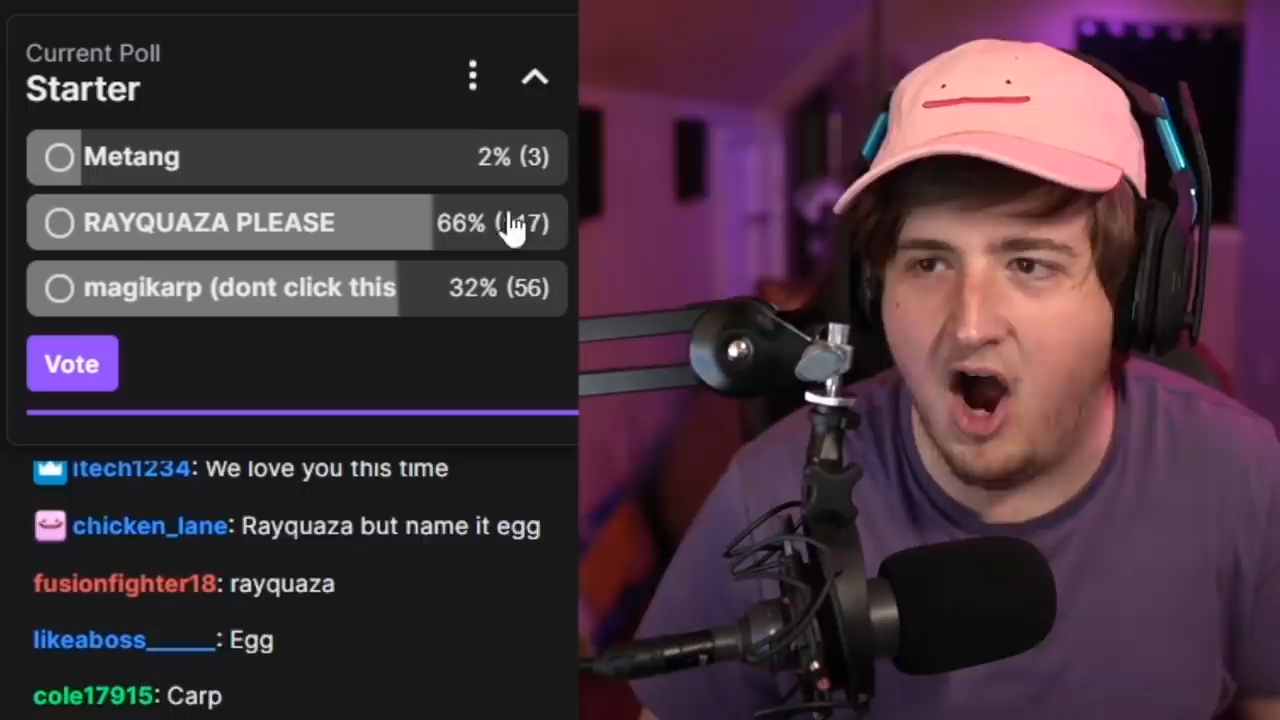 Current Poll
Starter
Metang 2% (3)
RAYQUAZA PLEASE 66%
magikarp (dont click this 32% (56)
Vote
itech1234: We love you this time
chicken_lane: Rayquaza but name it egg
fusionfighter18: rayquaza
likeaboss______: Egg
cole17915: Carp